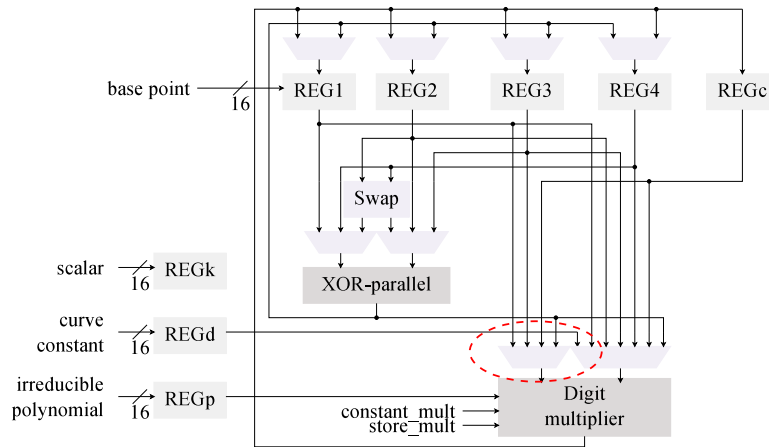 base point
16
REG1
REG2
REG3
REG4
REGc
Swap
scalar
16
REGk
XOR-parallel
curve
constant
16
REGd
irreducible
polynomial
16
REGp
constant_mult
store_mult
Digit
multiplier